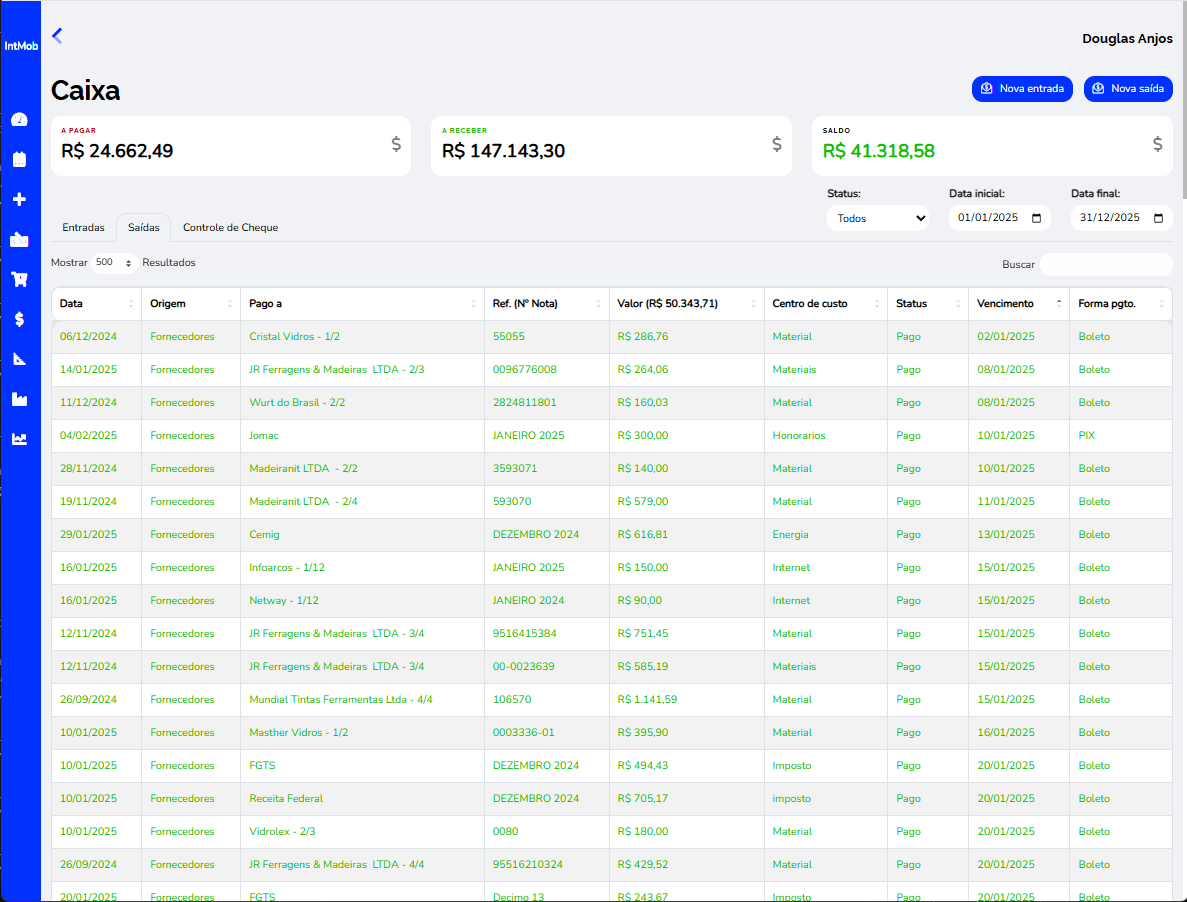 IntMob
Douglas Anjos
Caixa
Nova entrada
Nova saída
A PAGAR
R$ 24.662,49
$
A RECEBER
R$ 147.143,30
$
SALDO
R$ 41.318,58
$
Status: Data inicial: Data final:
Todos 01/01/2025 31/12/2025
Entradas Saídas Controle de Cheque
Mostrar 500 Resultados
Buscar
Data Origem Pago a Ref. (Nº Nota) Valor (R$ 50.343,71) Centro de custo Status Vencimento Forma pgto.
06/12/2024 Fornecedores Cristal Vidros - 1/2 55055 R$ 286,76 Material Pago 02/01/2025 Boleto
14/01/2025 Fornecedores JR Ferragens & Madeiras LTDA - 2/3 0096776008 R$ 264,06 Materiais Pago 08/01/2025 Boleto
11/12/2024 Fornecedores Wurt do Brasil - 2/2 2824811801 R$ 160,03 Material Pago 08/01/2025 Boleto
04/02/2025 Fornecedores Jomac JANEIRO 2025 R$ 300,00 Honorarios Pago 10/01/2025 PIX
28/11/2024 Fornecedores Madeiranit LTDA - 2/2 3593071 R$ 140,00 Material Pago 10/01/2025 Boleto
19/11/2024 Fornecedores Madeiranit LTDA - 2/4 593070 R$ 579,00 Material Pago 11/01/2025 Boleto
29/01/2025 Fornecedores Cemig DEZEMBRO 2024 R$ 616,81 Energia Pago 13/01/2025 Boleto
16/01/2025 Fornecedores Infoarcos - 1/12 JANEIRO 2025 R$ 150,00 Internet Pago 15/01/2025 Boleto
16/01/2025 Fornecedores Netway - 1/12 JANEIRO 2024 R$ 90,00 Internet Pago 15/01/2025 Boleto
12/11/2024 Fornecedores JR Ferragens & Madeiras LTDA - 3/4 9516415384 R$ 751,45 Material Pago 15/01/2025 Boleto
12/11/2024 Fornecedores JR Ferragens & Madeiras LTDA - 3/4 00-0023639 R$ 585,19 Materiais Pago 15/01/2025 Boleto
26/09/2024 Fornecedores Mundial Tintas Ferramentas Ltda - 4/4 106570 R$ 1.141,59 Material Pago 15/01/2025 Boleto
10/01/2025 Fornecedores Masther Vidros - 1/2 0003336-01 R$ 395,90 Material Pago 16/01/2025 Boleto
10/01/2025 Fornecedores FGTS DEZEMBRO 2024 R$ 494,43 Imposto Pago 20/01/2025 Boleto
10/01/2025 Fornecedores Receita Federal DEZEMBRO 2024 R$ 705,17 imposto Pago 20/01/2025 Boleto
10/01/2025 Fornecedores Vidrolex - 2/3 0080 R$ 180,00 Material Pago 20/01/2025 Boleto
26/09/2024 Fornecedores JR Ferragens & Madeiras LTDA - 4/4 95516210324 R$ 429,52 Material Pago 20/01/2025 Boleto
20/01/2025 Fornecedores FGTS Decimo 13 R$ 243,67 Imposto Pago 20/01/2025 Boleto